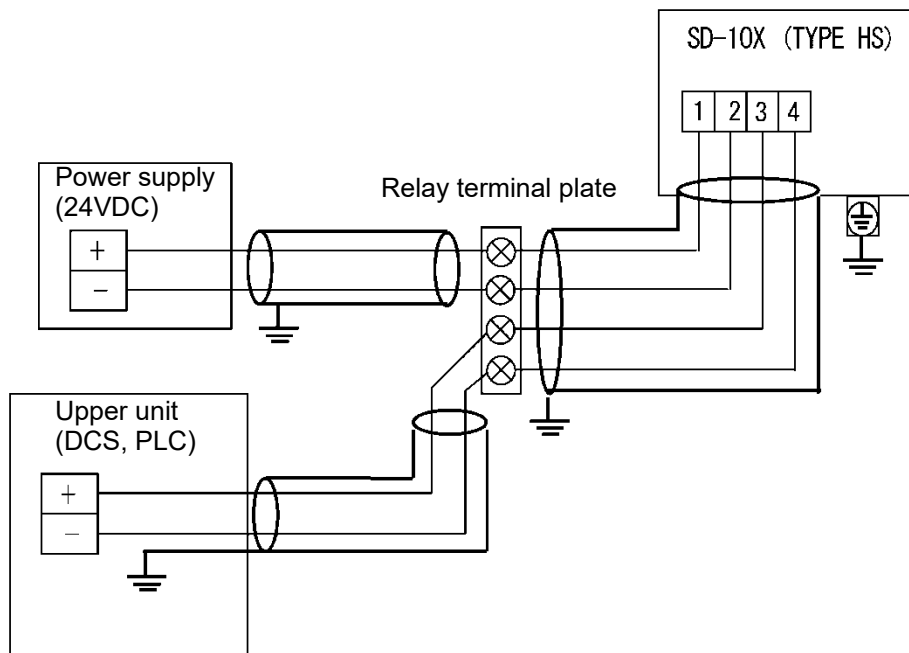 SD-10X (TYPE HS)
1 2 3 4
Power supply
(24VDC)
+
−
Relay terminal plate
Upper unit
(DCS, PLC)
+
−